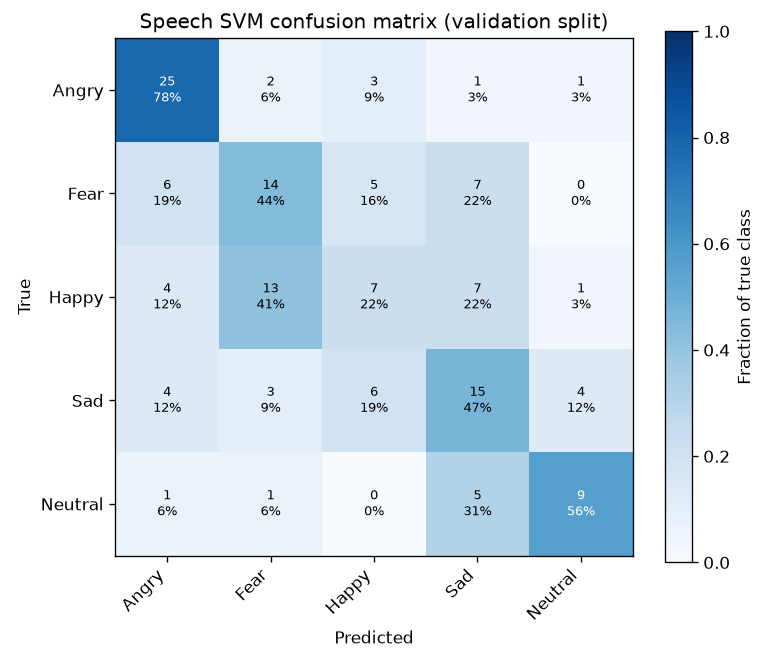 Speech SVM confusion matrix (validation split)
True
Angry
25 2 3 1 1
78% 6% 9% 3% 3%
Fear
6 14 5 7 0
19% 44% 16% 22% 0%
Happy
4 13 7 7 1
12% 41% 22% 22% 3%
Sad
4 3 6 15 4
12% 9% 19% 47% 12%
Neutral
1 1 0 5 9
6% 6% 0% 31% 56%
Angry Fear Happy Sad Neutral
Predicted
1.0
0.8
0.6
0.4
0.2
0.0
Fraction of true class